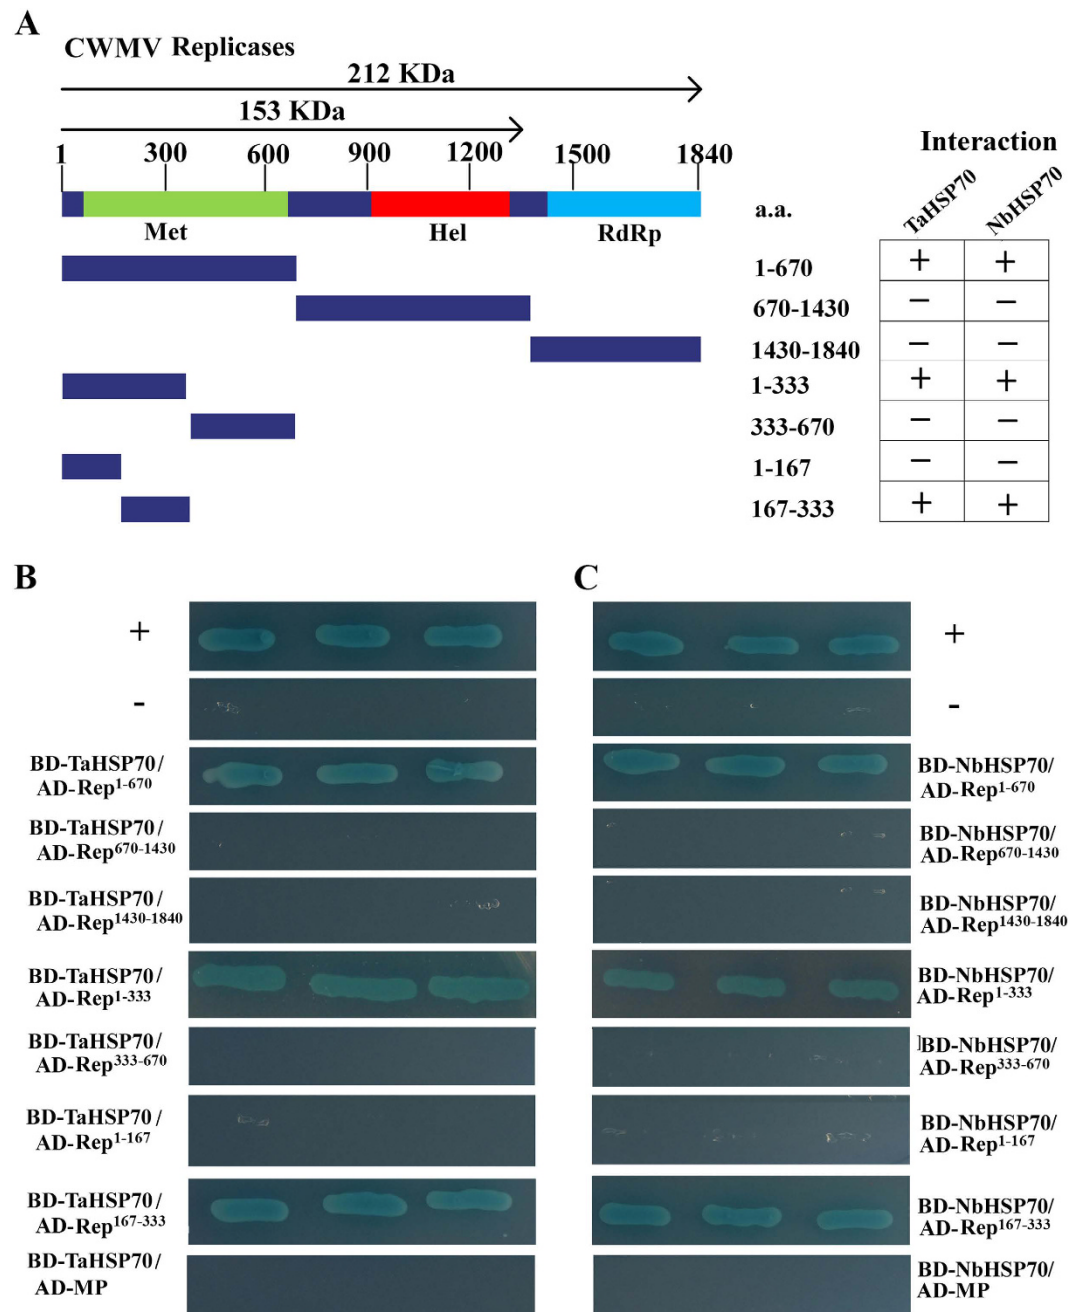 A
CWMV Replicases
212 KDa
153 KDa
1 300 600 900 1200 1500 1840
Met Hel RdRp
a.a.
Interaction
TaHSP70 NbHSP70
1-670 + +
670-1430 − −
1430-1840 − −
1-333 + +
333-670 − −
1-167 − −
167-333 + +
B
+
-
BD-TaHSP70/
AD-Rep1-670
BD-TaHSP70/
AD-Rep670-1430
BD-TaHSP70/
AD-Rep1430-1840
BD-TaHSP70/
AD-Rep1-333
BD-TaHSP70/
AD-Rep333-670
BD-TaHSP70/
AD-Rep1-167
BD-TaHSP70/
AD-Rep167-333
BD-TaHSP70/
AD-MP
C
+
-
BD-NbHSP70/
AD-Rep1-670
BD-NbHSP70/
AD-Rep670-1430
BD-NbHSP70/
AD-Rep1430-1840
BD-NbHSP70/
AD-Rep1-333
BD-NbHSP70/
AD-Rep333-670
BD-NbHSP70/
AD-Rep1-167
BD-NbHSP70/
AD-Rep167-333
BD-NbHSP70/
AD-MP